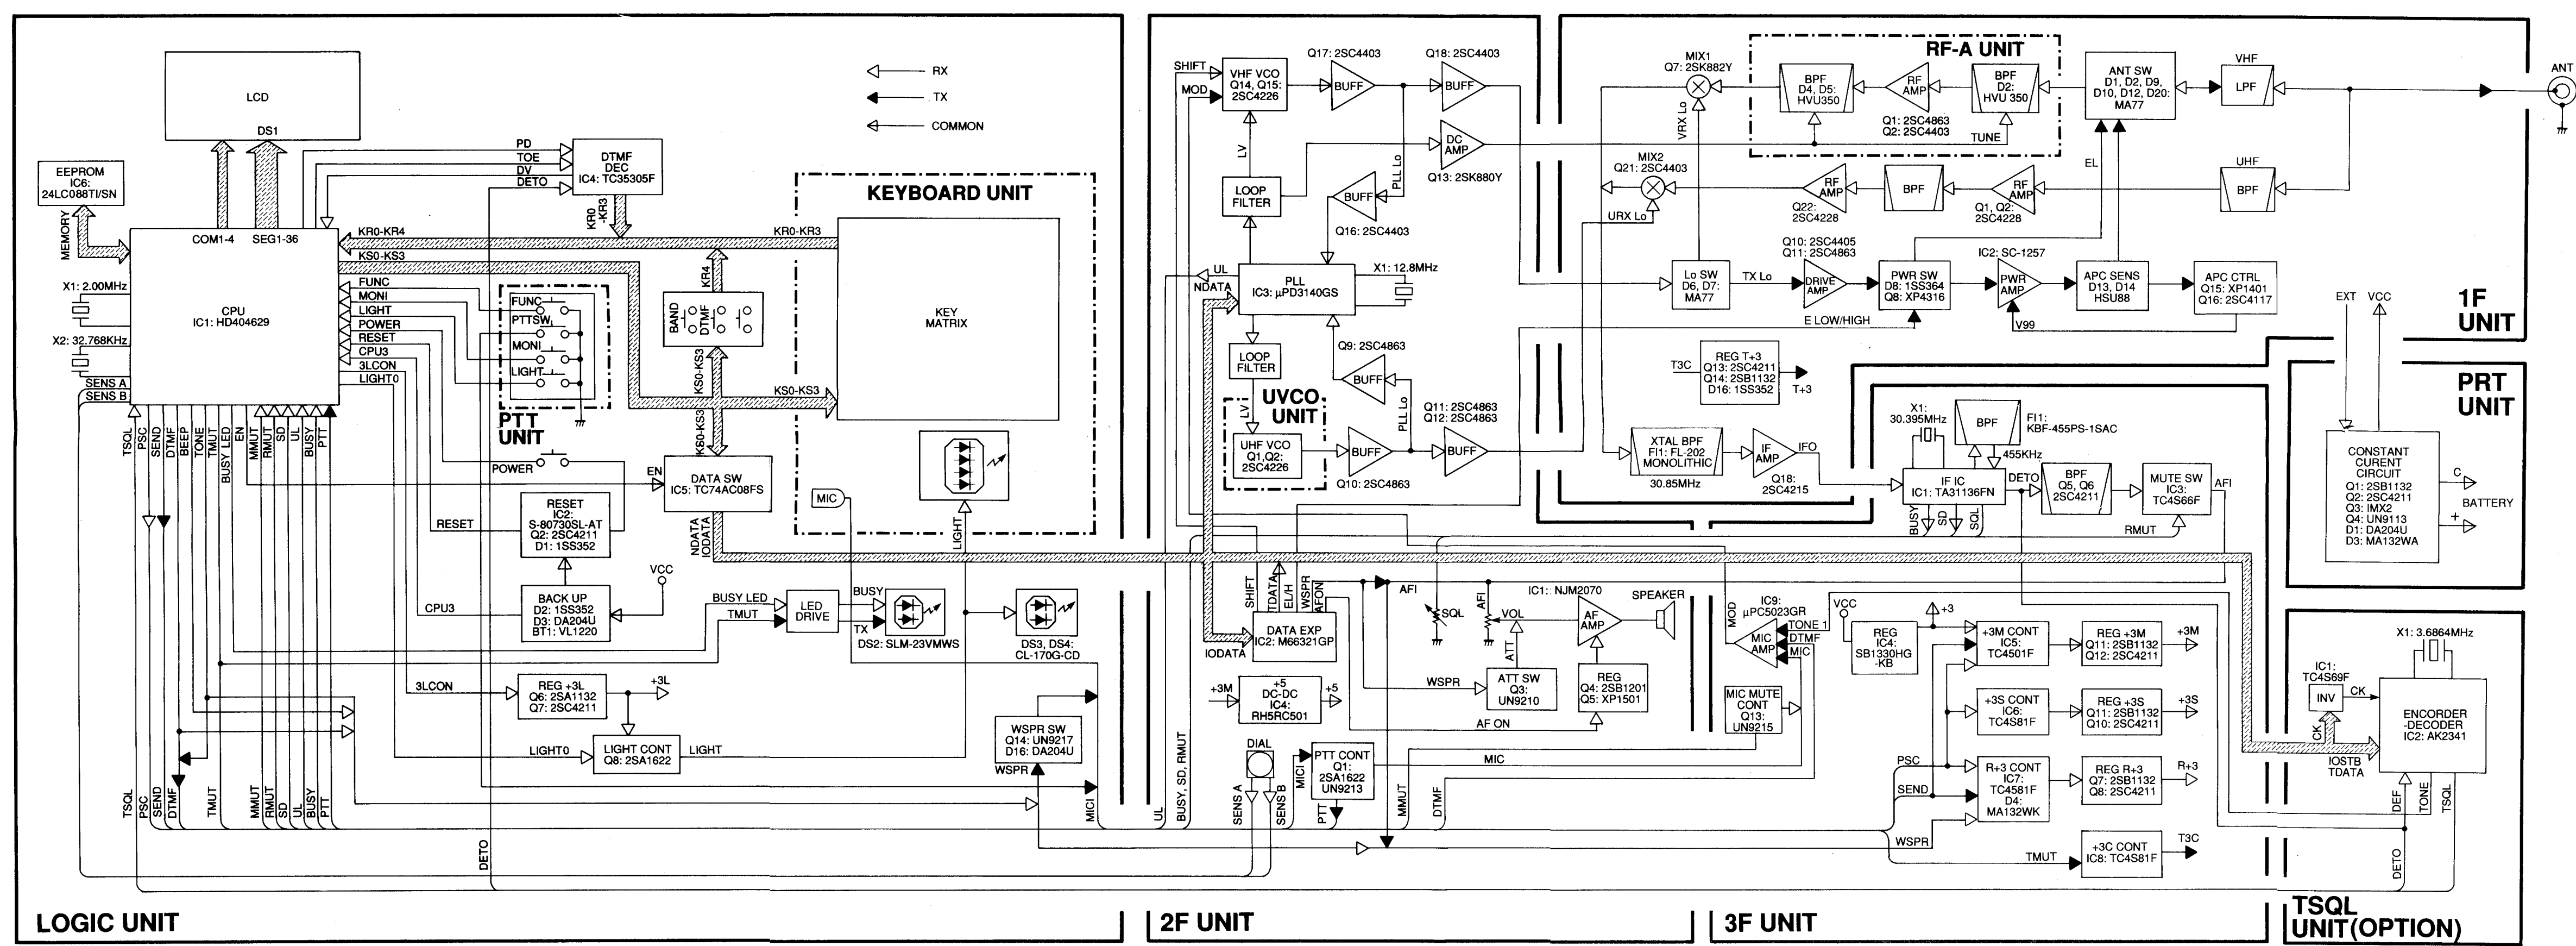 LCD
DS1
EEPROM
IC6:
24LC088TI/SN
MEMORY
COM1-4
SEG1-36
CPU
IC1: HD404629
X1: 2.00MHz
X2: 32.768KHz
SENS A
SENS B
PD
TOE
DV
DETO
DTMF
DEC
IC4: TC35305F
KR0
-KR3
RX
TX
COMMON
KEYBOARD UNIT
KR0-KR4
KR0-KR3
KS0-KS3
KR4
KEY
MATRIX
FUNC
MONI
LIGHT
POWER
RESET
CPU3
3LCON
LIGHT0
FUNC
PTTSW
MONI
LIGHT
PTT
UNIT
BAND
DTMF
KS0-KS3
KS0-KS3
KS0-KS3
POWER
EN
DATA SW
IC5: TC74AC08FS
NDATA
IODATA
MIC
LIGHT
TSQL
PSC
SEND
DTMF
BEEP
TONE
TMUT
BUSY LED
EN
MMUT
RMUT
SD
UL
BUSY
PTT
RESET
RESET
IC2:
S-80730SL-AT
Q2: 2SC4211
D1: 1SS352
VCC
CPU3
BACK UP
D2: 1SS352
D3: DA204U
BT1: VL1220
BUSY LED
TMUT
LED
DRIVE
BUSY
TX
DS2: SLM-23VMWS
DS3, DS4:
CL-170G-CD
3LCON
REG +3L
Q6: 2SA1132
Q7: 2SC4211
+3L
LIGHT0
LIGHT CONT
Q8: 2SA1622
LIGHT
WSPR SW
Q14: UN9217
D16: DA204U
WSPR
MICI
TSQL
PSC
SEND
DTMF
TMUT
MMUT
RMUT
SD
UL
BUSY
PTT
DETO
LOGIC UNIT
SHIFT
MOD
VHF VCO
Q14, Q15:
2SC4226
Q17: 2SC4403
BUFF
Q18: 2SC4403
BUFF
LV
DC
AMP
Q13: 2SK880Y
LOOP
FILTER
BUFF
PLL Lo
Q16: 2SC4403
UL
NDATA
PLL
IC3: µPD3140GS
X1: 12.8MHz
LOOP
FILTER
Q9: 2SC4863
BUFF
LV
UVCO
UNIT
PLL Lo
Q11: 2SC4863
Q12: 2SC4863
UHF VCO
Q1,Q2:
2SC4226
BUFF
BUFF
Q10: 2SC4863
SHIFT
TDATA
EL/H
WSPR
AFON
DATA EXP
IC2: M66321GP
IODATA
+3M
+5
DC-DC
IC4:
RH5RC501
+5
DIAL
SENS A
SENS B
MICI
PTT CONT
Q1:
2SA1622
UN9213
PTT
UL
BUSY, SD, RMUT
AFI
SQL
AFI
VOL
IC1: NJM2070
AF
AMP
SPEAKER
ATT
WSPR
ATT SW
Q3:
UN9210
REG
Q4: 2SB1201
Q5: XP1501
AF ON
MIC
MMUT
DTMF
2F UNIT
MIX1
Q7: 2SK882Y
VRX Lo
RF-A UNIT
BPF
D4, D5:
HVU350
RF
AMP
BPF
D2:
HVU 350
Q1: 2SC4863
Q2: 2SC4403
TUNE
ANT SW
D1, D2, D9,
D10, D12, D20:
MA77
VHF
LPF
ANT
MIX2
Q21: 2SC4403
URX Lo
RF
AMP
Q22:
2SC4228
BPF
RF
AMP
Q1, Q2:
2SC4228
EL
UHF
BPF
Lo SW
D6, D7:
MA77
TX Lo
Q10: 2SC4405
Q11: 2SC4863
DRIVE
AMP
PWR SW
D8: 1SS364
Q8: XP4316
IC2: SC-1257
PWR
AMP
APC SENS
D13, D14
HSU88
APC CTRL
Q15: XP1401
Q16: 2SC4117
E LOW/HIGH
V99
T3C
REG T+3
Q13: 2SC4211
Q14: 2SB1132
D16: 1SS352
T+3
1F
UNIT
XTAL BPF
FI1: FL-202
MONOLITHIC
30.85MHz
IF
AMP
IFO
Q18:
2SC4215
X1:
30.395MHz
BPF
FI1:
KBF-455PS-1SAC
455KHz
IF IC
IC1: TA31136FN
DETO
BPF
Q5, Q6
2SC4211
MUTE SW
IC3:
TC4S66F
AFI
BUSY
SD
SQL
RMUT
EXT
VCC
PRT
UNIT
CONSTANT
CURENT
CIRCUIT
Q1: 2SB1132
Q2: 2SC4211
Q3: IMX2
Q4: UN9113
D1: DA204U
D3: MA132WA
C
BATTERY
+
MOD
IC9:
µPC5023GR
MIC
AMP
TONE 1
DTMF
MIC
MIC MUTE
CONT
Q13:
UN9215
VCC
REG
IC4:
SB1330HG
-KB
+3
+3M CONT
IC5:
TC4501F
REG +3M
Q11: 2SB1132
Q12: 2SC4211
+3M
+3S CONT
IC6:
TC4S81F
REG +3S
Q11: 2SB1132
Q10: 2SC4211
+3S
PSC
SEND
R+3 CONT
IC7:
TC4581F
D4:
MA132WK
REG R+3
Q7: 2SB1132
Q8: 2SC4211
R+3
WSPR
TMUT
+3C CONT
IC8: TC4S81F
T3C
3F UNIT
X1: 3.6864MHz
IC1:
TC4S69F
INV
CK
CK
ENCORDER
-DECODER
IC2: AK2341
IOSTB
TDATA
DEF
TONE
TSQL
DETO
TSQL
UNIT(OPTION)